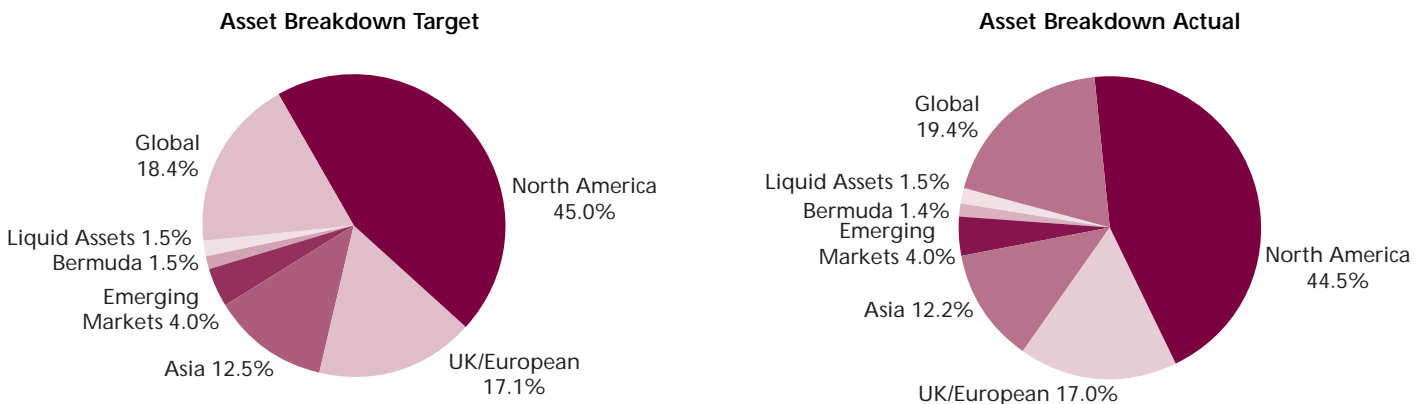 Asset Breakdown Target
Global
18.4%
North America
45.0%
Liquid Assets 1.5%
Bermuda 1.5%
Emerging
Markets 4.0%
Asia 12.5%
UK/European
17.1%
Asset Breakdown Actual
Global
19.4%
Liquid Assets 1.5%
Bermuda 1.4%
Emerging
Markets 4.0%
North America
44.5%
Asia 12.2%
UK/European 17.0%